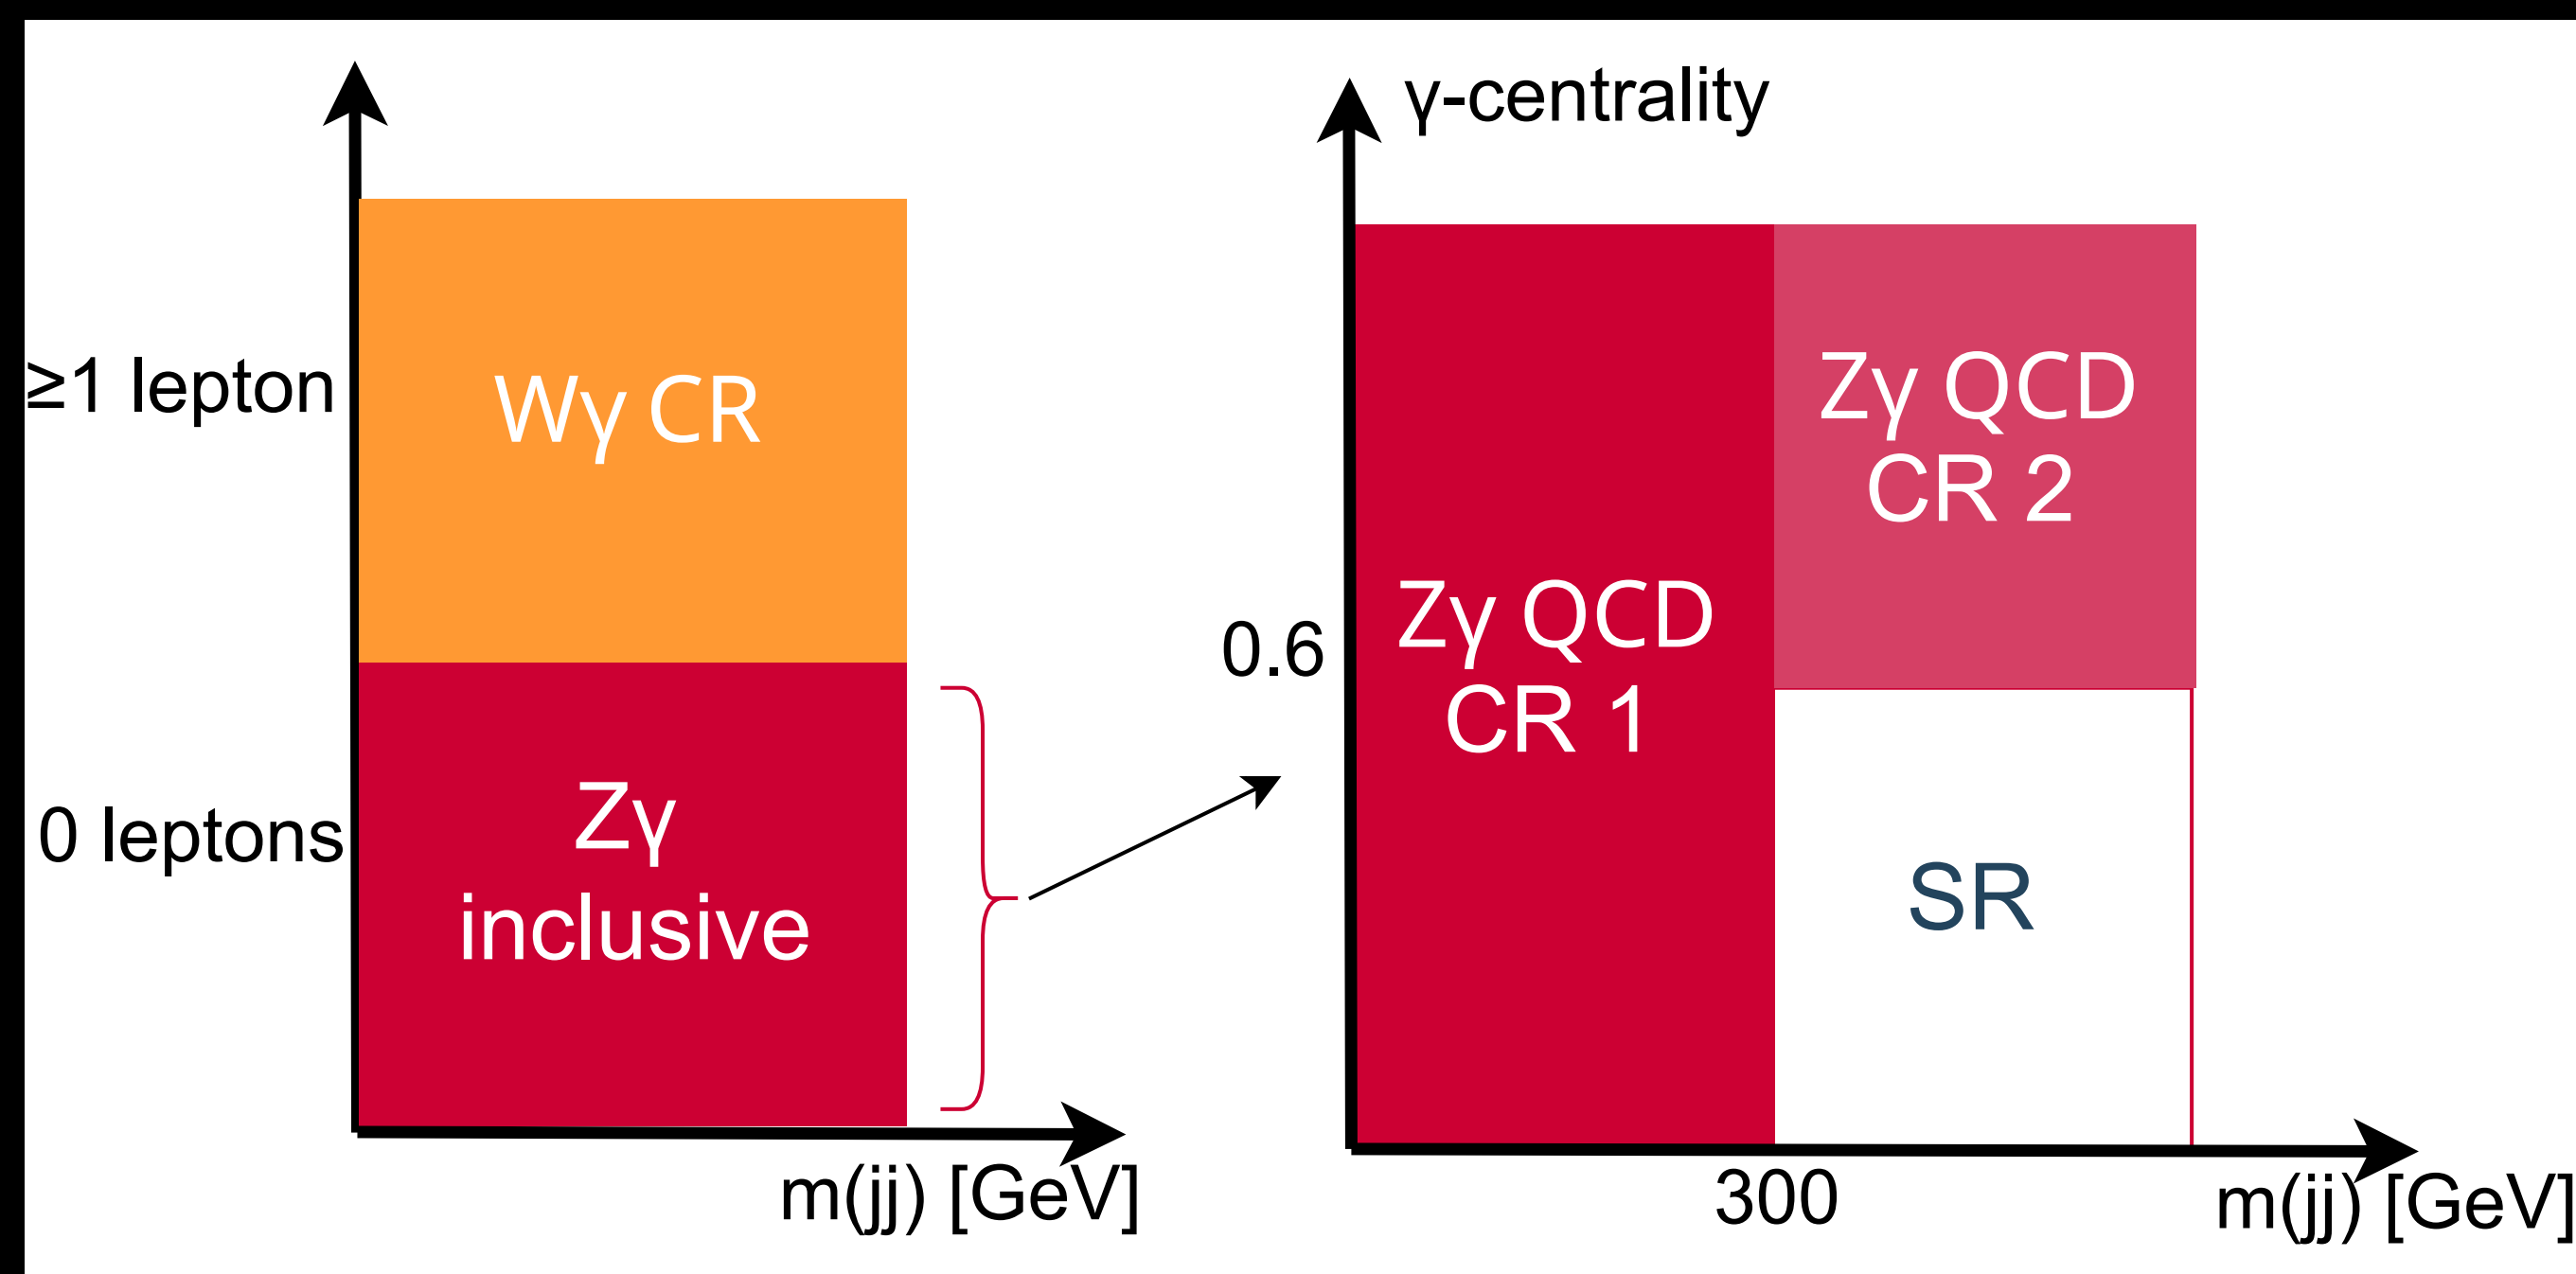 ≥1 lepton
Wγ CR
0 leptons
Zγ
inclusive
m(jj) [GeV]
γ-centrality
0.6
Zγ QCD
CR 1
Zγ QCD
CR 2
SR
300
m(jj) [GeV]